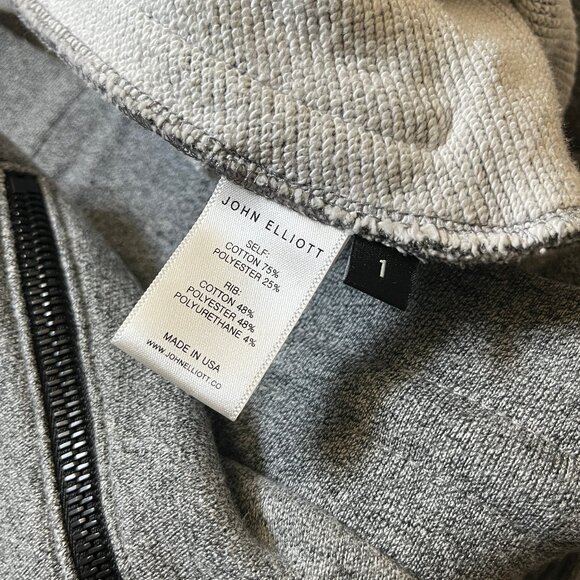 JOHN ELLIOTT
SELF:
COTTON 75%
POLYESTER 25%
RIB:
COTTON 48%
POLYESTER 48%
POLYURETHANE 4%
MADE IN USA
WWW.JOHNELLIOTT.CO
1